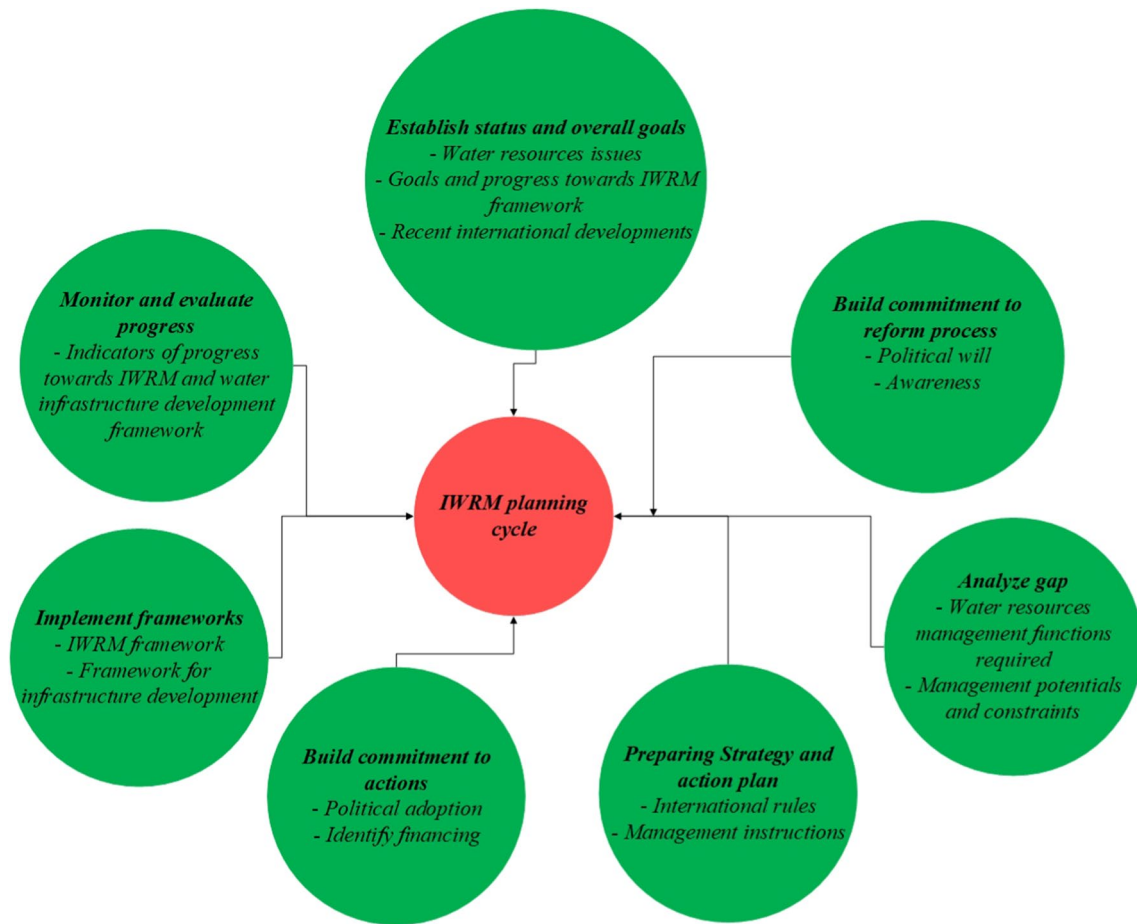 Establish status and overall goals
- Water resources issues
- Goals and progress towards IWRM
framework
- Recent international developments
Build commitment to
reform process
- Political will
- Awareness
Analyze gap
- Water resources
management functions
required
- Management potentials
and constraints
Preparing Strategy and
action plan
- International rules
- Management instructions
Build commitment to
actions
- Political adoption
- Identify financing
Implement frameworks
- IWRM framework
- Framework for
infrastructure development
Monitor and evaluate
progress
- Indicators of progress
towards IWRM and water
infrastructure development
framework
IWRM planning
cycle